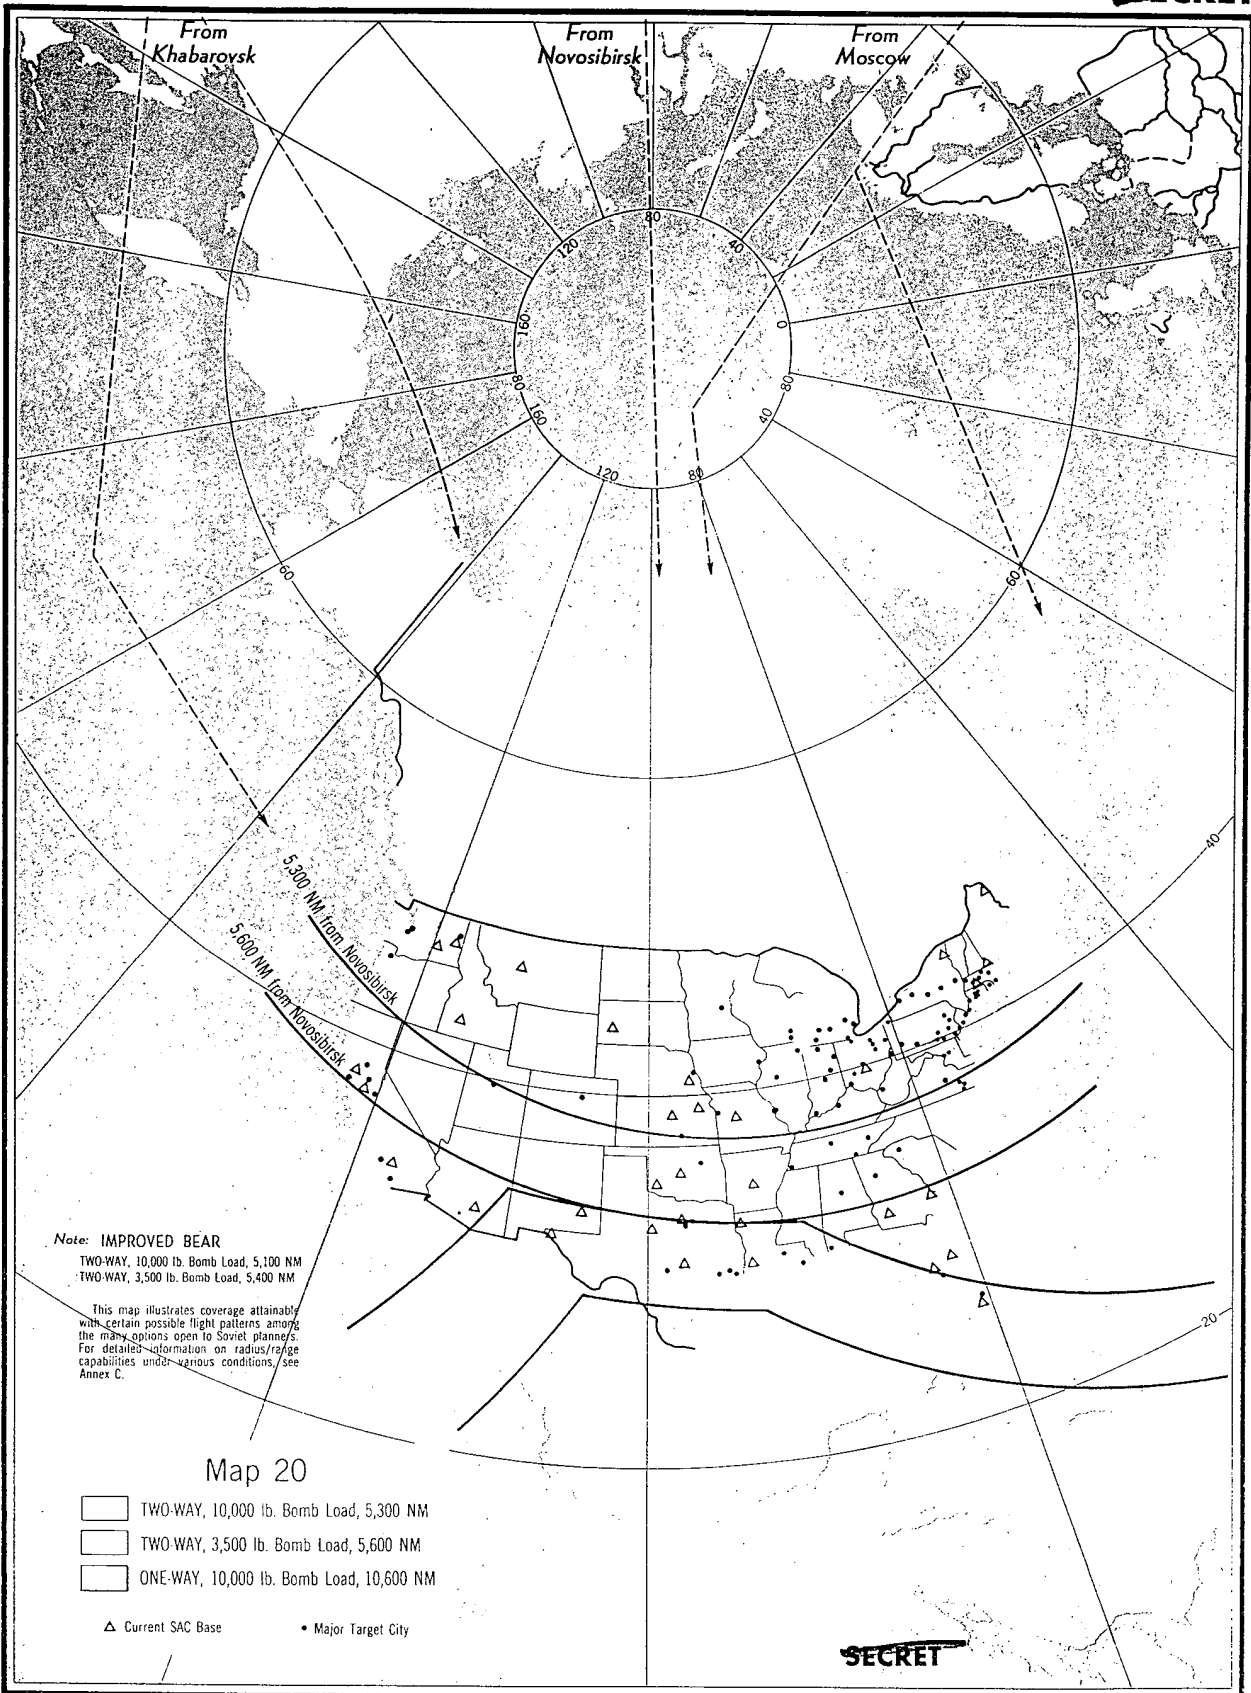 SECRET
From
Khabarovsk
From
Novosibirsk
From
Moscow
80
120
40
160
0
80
80
160
40
120
80
60
60
40
5,300 NM from Novosibirsk
5,600 NM from Novosibirsk
20
Note: IMPROVED BEAR
TWO-WAY, 10,000 lb. Bomb Load, 5,100 NM
TWO-WAY, 3,500 lb. Bomb Load, 5,400 NM
This map illustrates coverage attainable
with certain possible flight patterns among
the many options open to Soviet planners.
For detailed information on radius/range
capabilities under various conditions, see
Annex C.
Map 20
TWO-WAY, 10,000 lb. Bomb Load, 5,300 NM
TWO-WAY, 3,500 lb. Bomb Load, 5,600 NM
ONE-WAY, 10,000 lb. Bomb Load, 10,600 NM
Current SAC Base
Major Target City
SECRET